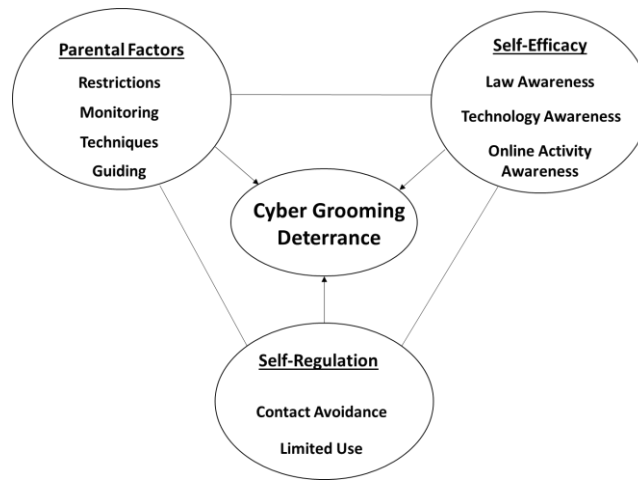 Parental Factors
Restrictions
Monitoring
Techniques
Guiding
Self-Efficacy
Law Awareness
Technology Awareness
Online Activity
Awareness
Cyber Grooming
Deterrance
Self-Regulation
Contact Avoidance
Limited Use